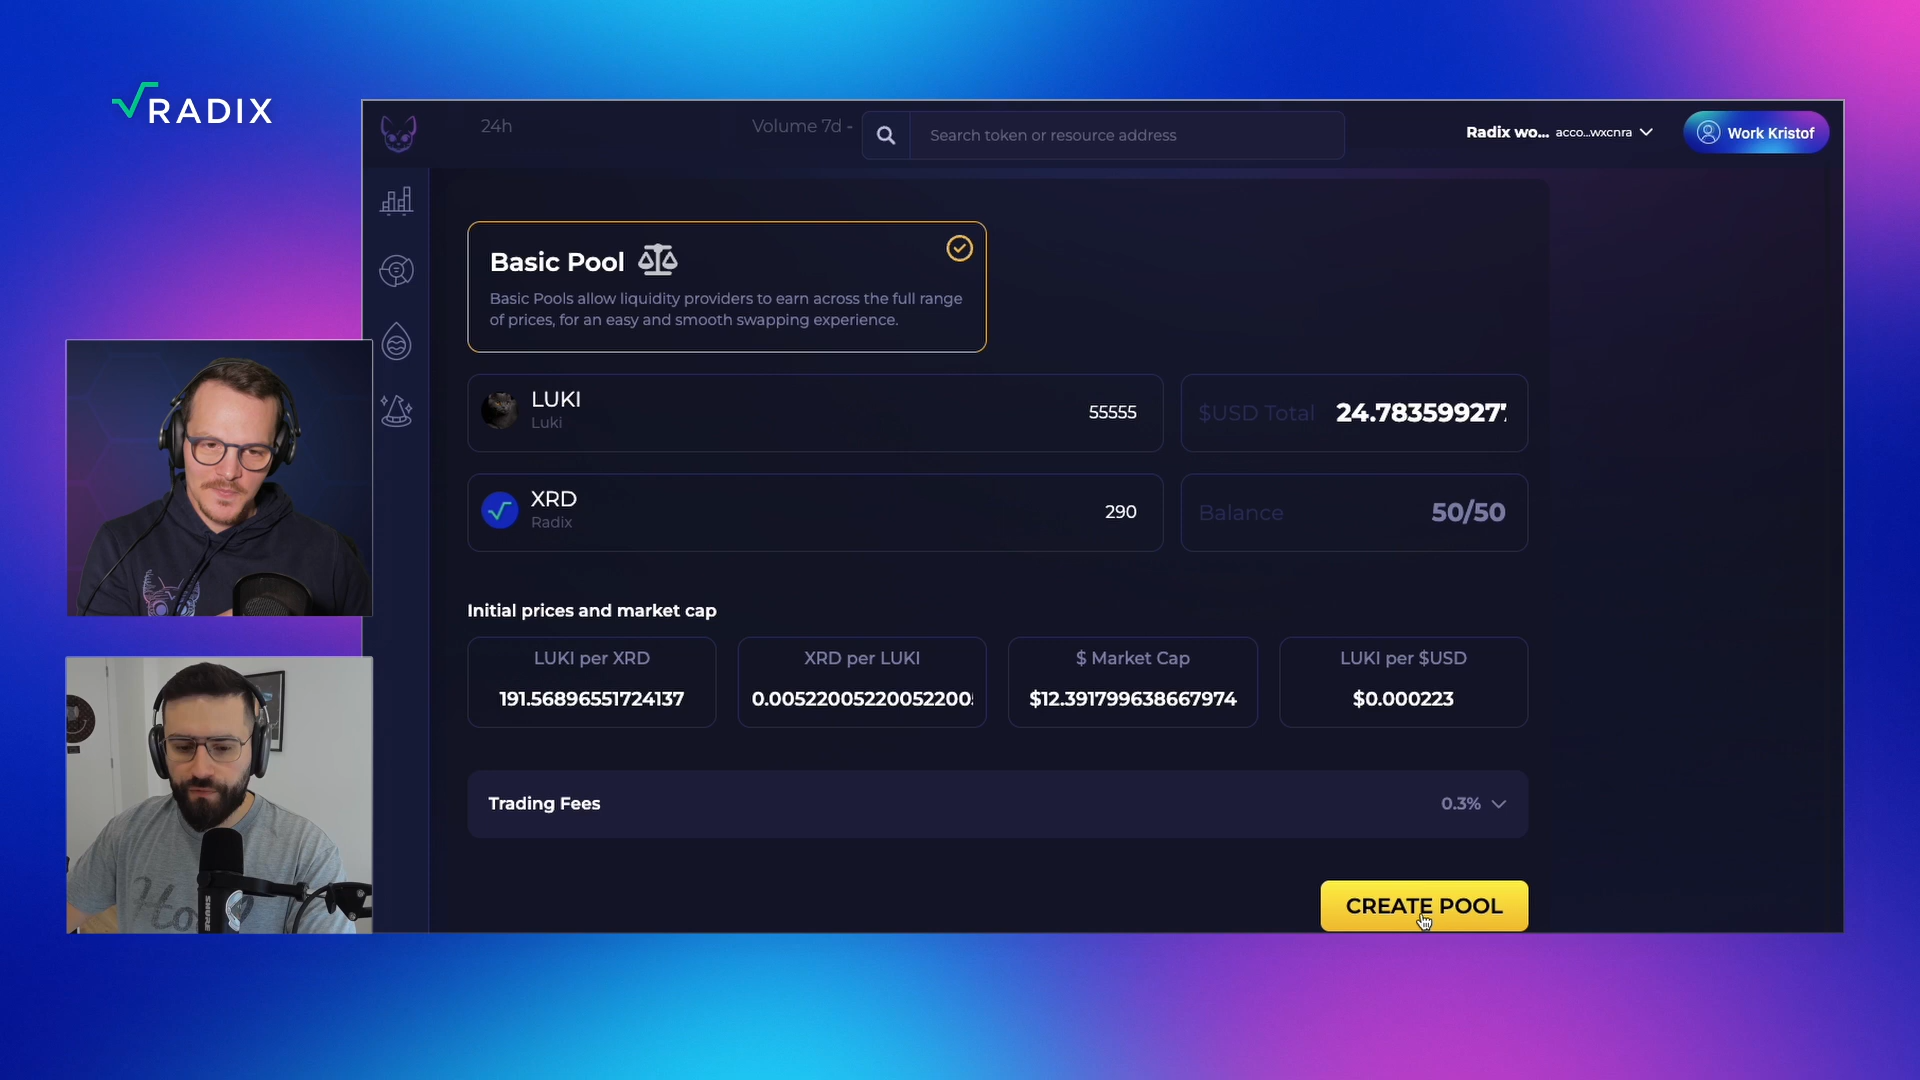 RADIX
24h
Volume 7d -
Search token or resource address
Radix wo... acco...wxcnra
Work Kristof
Basic Pool
Basic Pools allow liquidity providers to earn across the full range
of prices, for an easy and smooth swapping experience.
LUKI
Luki
55555
$USD Total
24.783599277
XRD
Radix
290
Balance
50/50
Initial prices and market cap
LUKI per XRD
191.56896551724137
XRD per LUKI
0.005220052200522005
$ Market Cap
$12.391799638667974
LUKI per $USD
$0.000223
Trading Fees
0.3%
CREATE POOL
SHURE